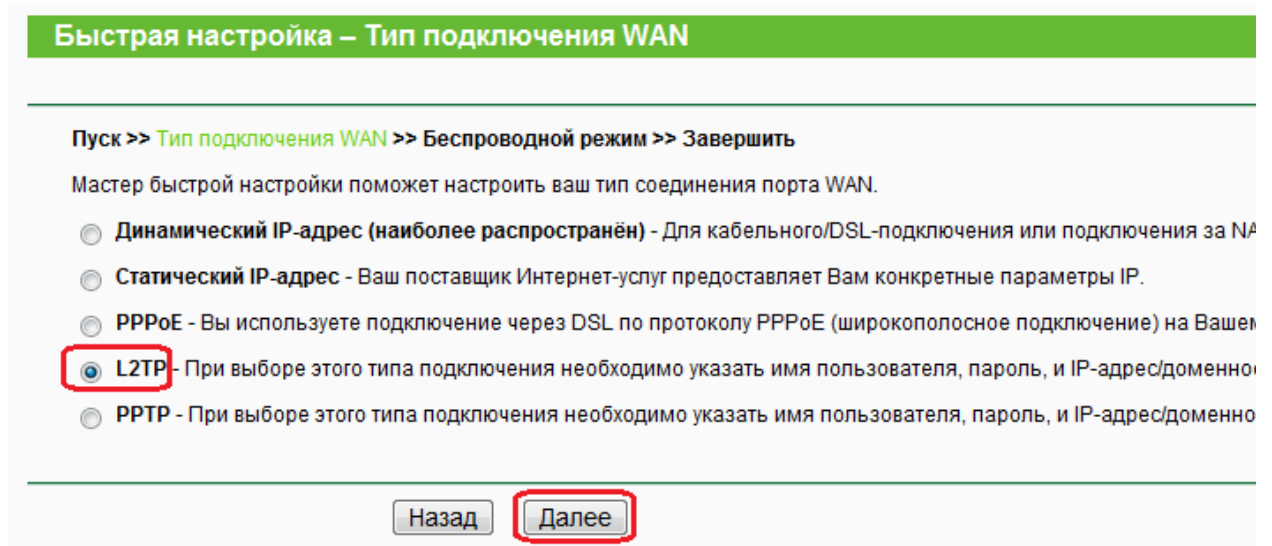 Быстрая настройка – Тип подключения WAN
Пуск >> Тип подключения WAN >> Беспроводной режим >> Завершить
Мастер быстрой настройки поможет настроить ваш тип соединения порта WAN.
Динамический IP-адрес (наиболее распространён) - Для кабельного/DSL-подключения или подключения за NA
Статический IP-адрес - Ваш поставщик Интернет-услуг предоставляет Вам конкретные параметры IP.
PPPoE - Вы используете подключение через DSL по протоколу PPPoE (широкополосное подключение) на Вашем
L2TP - При выборе этого типа подключения необходимо указать имя пользователя, пароль, и IP-адрес/доменно
PPTP - При выборе этого типа подключения необходимо указать имя пользователя, пароль, и IP-адрес/доменно
Назад Далее